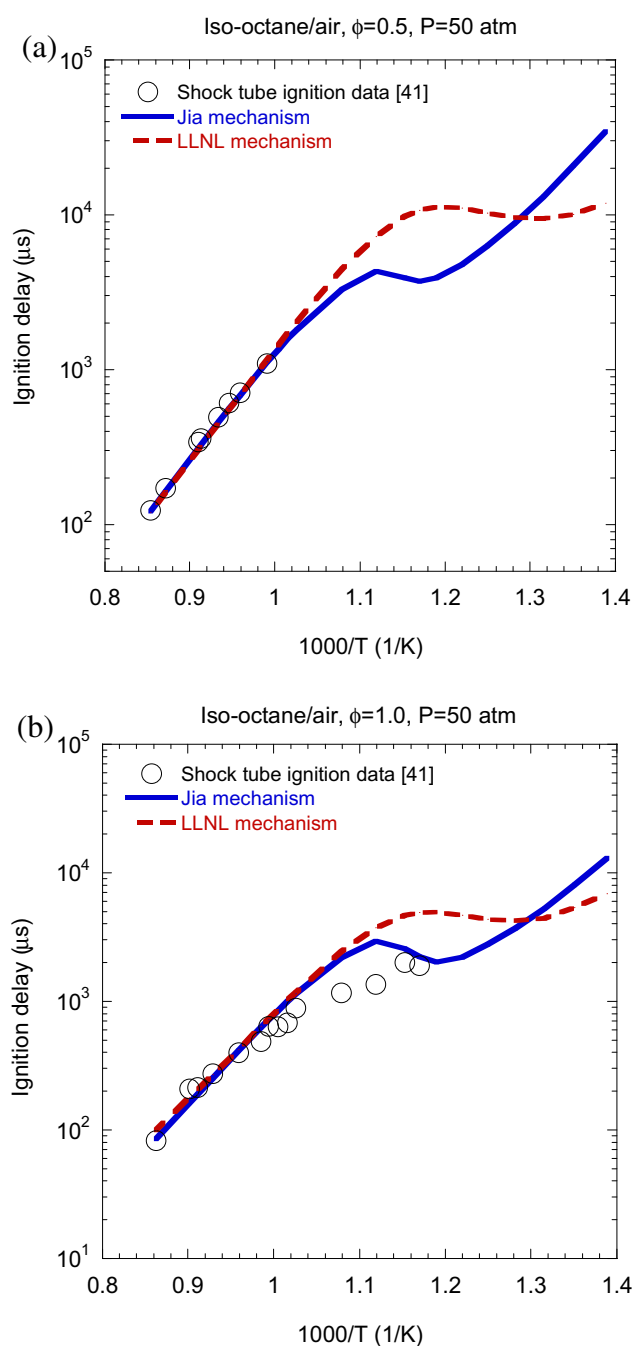 Iso-octane/air, ϕ=0.5, P=50 atm
(a)
10^5
Shock tube ignition data [41]
Jia mechanism
LLNL mechanism
10^4
Ignition delay (μs)
10^3
10^2
0.8 0.9 1 1.1 1.2 1.3 1.4
1000/T (1/K)
Iso-octane/air, ϕ=1.0, P=50 atm
(b)
10^5
Shock tube ignition data [41]
Jia mechanism
LLNL mechanism
10^4
Ignition delay (μs)
10^3
10^2
10^1
0.8 0.9 1 1.1 1.2 1.3 1.4
1000/T (1/K)